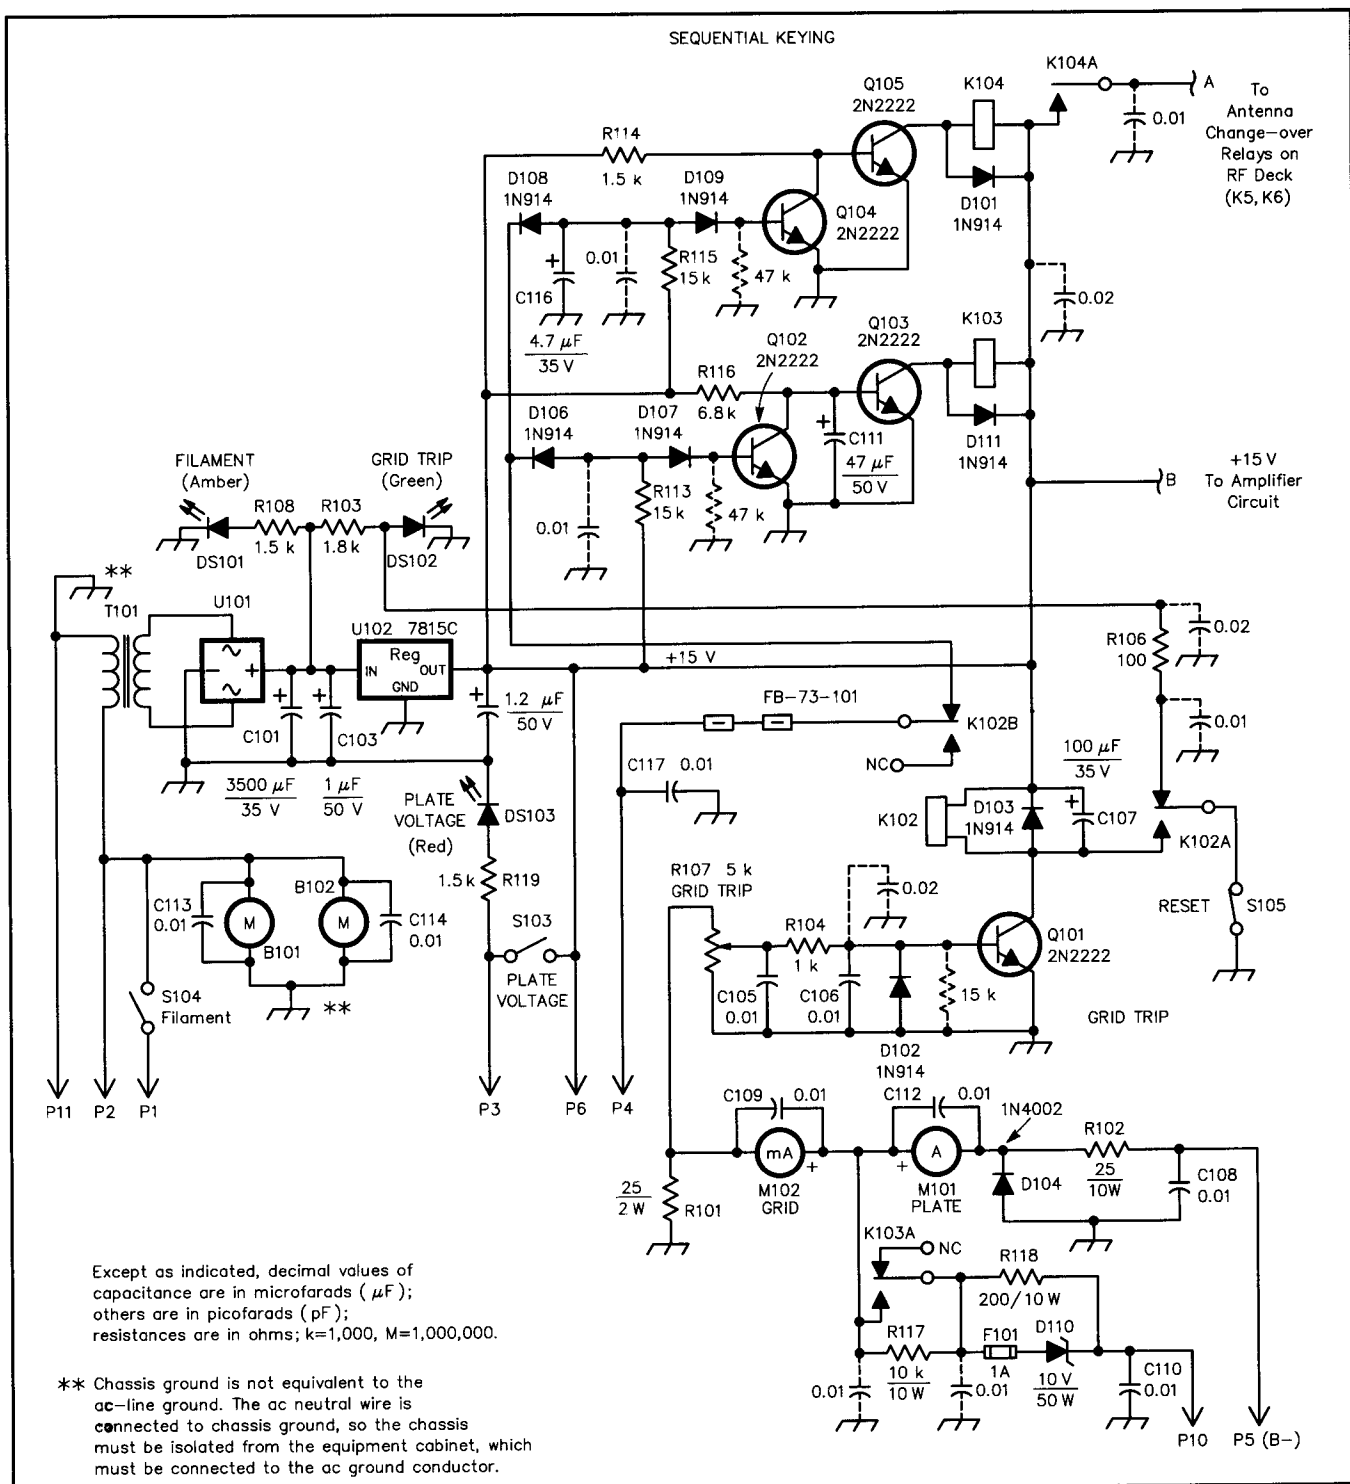 SEQUENTIAL KEYING
K104A
A
To
Antenna
Change-over
Relays on
RF Deck
(K5, K6)
0.01
Q105
2N2222
K104
R114
1.5 k
D101
1N914
D108
1N914
D109
1N914
Q104
2N2222
+
C116
4.7 µF
35 V
0.01
R115
15 k
47 k
0.02
Q102
2N2222
Q103
2N2222
K103
R116
6.8 k
D111
1N914
D106
1N914
D107
1N914
+
C111
47 µF
50 V
R113
15 k
47 k
0.01
B
+15 V
To Amplifier
Circuit
FILAMENT
(Amber)
GRID TRIP
(Green)
R108
1.5 k
R103
1.8 k
DS101
DS102
**
T101
U101
− +
U102 7815C
Reg
IN OUT
GND
+15 V
R106
100
0.02
0.01
+
C101
3500 µF
35 V
+
C103
1 µF
50 V
+
1.2 µF
50 V
FB-73-101
K102B
NC
C117 0.01
PLATE
VOLTAGE
(Red)
DS103
1.5 k
R119
100 µF
35 V
K102
D103
1N914
+
C107
K102A
RESET
S105
C113
0.01
M
B101
B102
M
C114
0.01
**
S104
Filament
S103
PLATE
VOLTAGE
R107 5 k
GRID TRIP
R104
1 k
0.02
C105
0.01
C106
0.01
15 k
Q101
2N2222
GRID TRIP
D102
1N914
P11
P2
P1
P3
P6
P4
C109 0.01
mA
+
M102
GRID
C112 0.01
A
+
M101
PLATE
1N4002
D104
R102
25
10W
C108
0.01
25
2 W
R101
K103A
NC
R118
200/10 W
R117
10 k
10 W
F101
1A
D110
10 V
50 W
0.01
0.01
C110
0.01
P10
P5 (B-)
Except as indicated, decimal values of
capacitance are in microfarads ( µF );
others are in picofarads ( pF );
resistances are in ohms; k=1,000, M=1,000,000.
** Chassis ground is not equivalent to the
ac-line ground. The ac neutral wire is
connected to chassis ground, so the chassis
must be isolated from the equipment cabinet, which
must be connected to the ac ground conductor.